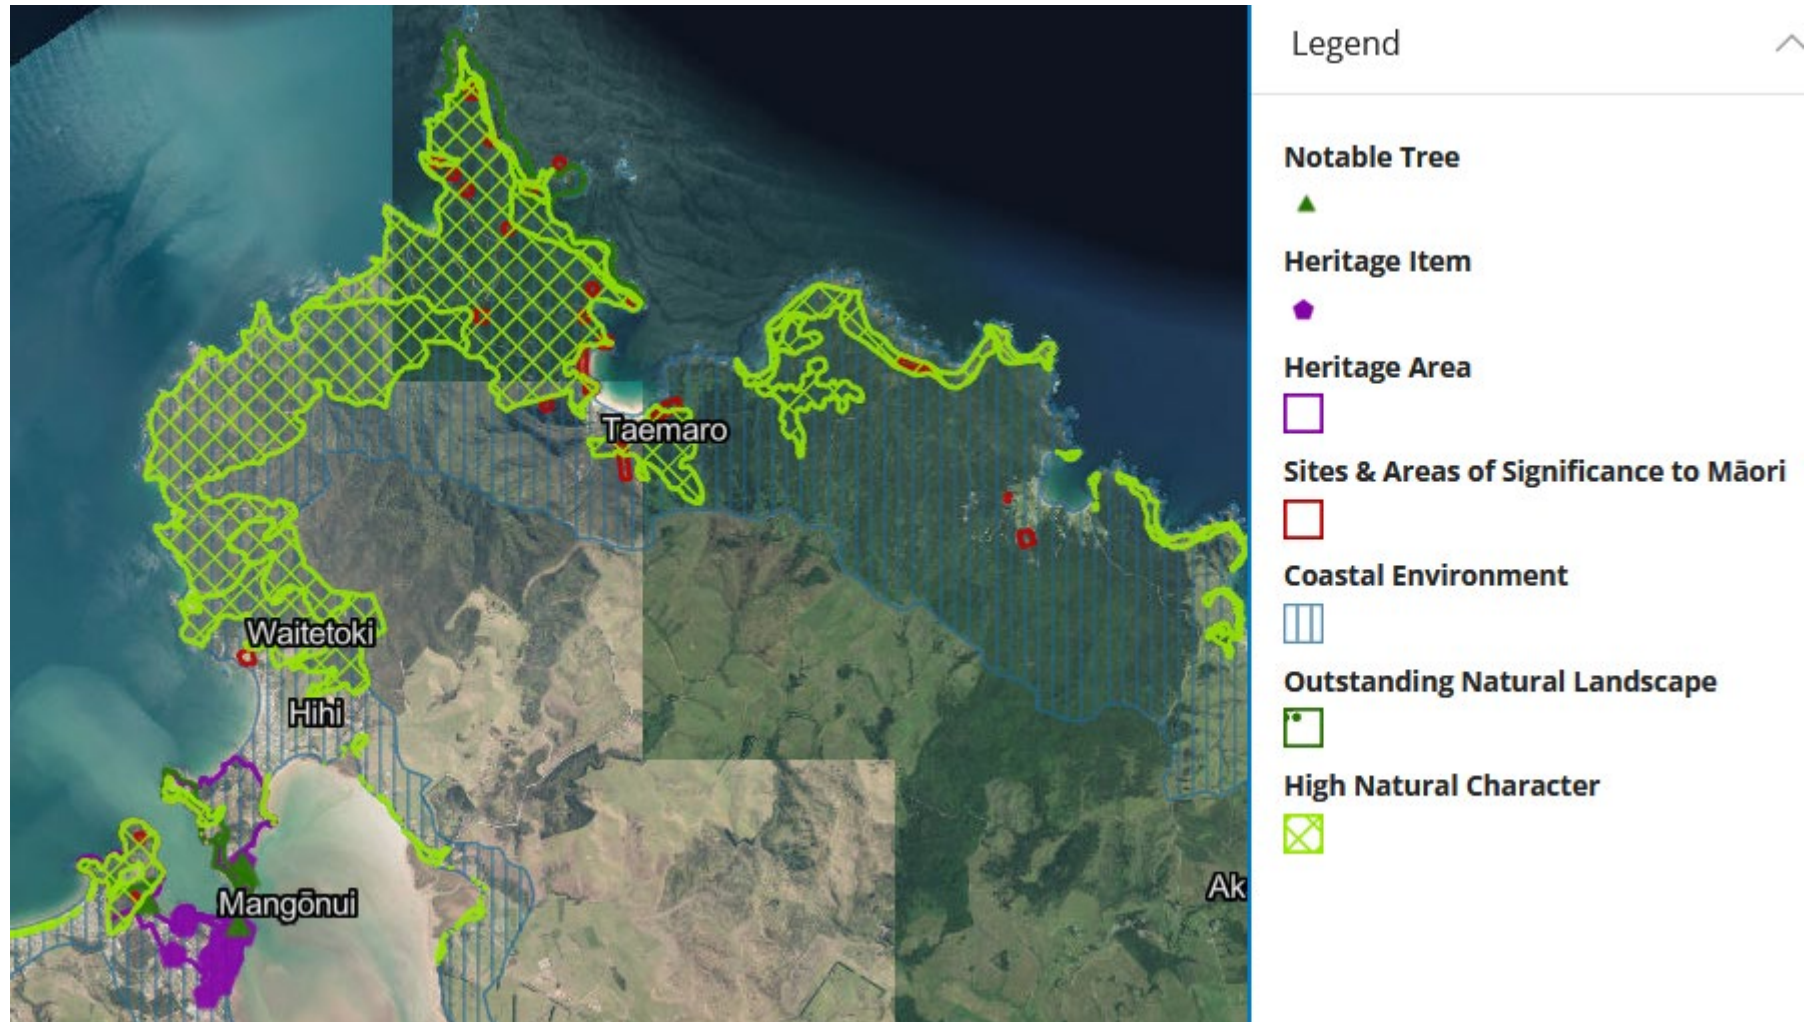 Legend
Notable Tree
Heritage Item
Heritage Area
Sites & Areas of Significance to Māori
Coastal Environment
Outstanding Natural Landscape
High Natural Character
Taemaro
Waitetoki
Hihi
Mangōnui
Ak